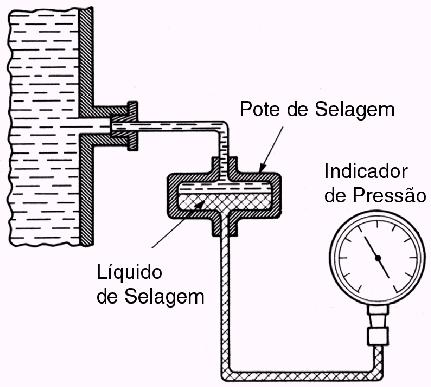 Pote de Selagem
Indicador
de Pressão
Líquido
de Selagem